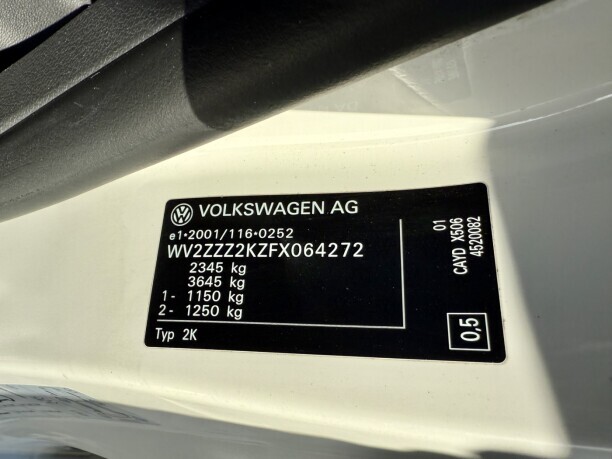 VOLKSWAGEN AG
e1•2001/116•0252
WV2ZZZ2KZFX064272
2345 kg
3645 kg
1- 1150 kg
2- 1250 kg
Typ 2K
01
CAYD X506
4520082
0,5